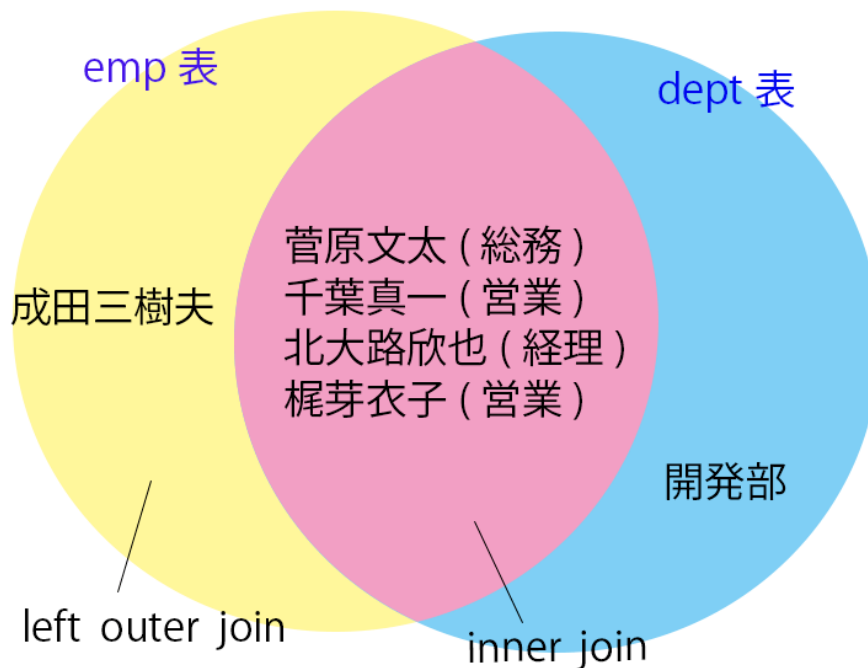 emp 表
dept 表
菅原文太 ( 総務 )
千葉真一 ( 営業 )
成田三樹夫
北大路欣也 ( 経理 )
梶芽衣子 ( 営業 )
開発部
left outer join
inner join